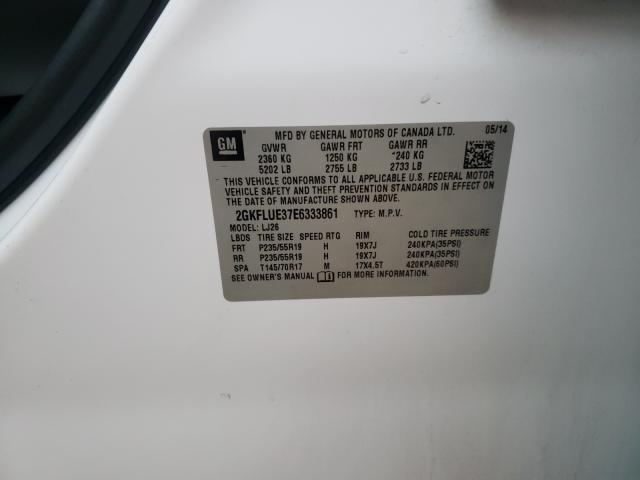 GM
MFD BY GENERAL MOTORS OF CANADA LTD. 05/14
GVWR GAWR FRT GAWR RR
2360 KG 1250 KG 240 KG
5202 LB 2755 LB 2733 LB
THIS VEHICLE CONFORMS TO ALL APPLICABLE U.S. FEDERAL MOTOR
VEHICLE SAFETY AND THEFT PREVENTION STANDARDS IN EFFECT ON
THE DATE OF MANUFACTURE SHOWN ABOVE.
2GKFLUE37E6333861 TYPE: M.P.V.
MODEL: LJ26
LBDS TIRE SIZE SPEED RTG RIM COLD TIRE PRESSURE
FRT P235/55R19 H 19X7J 240KPA(35PSI)
RR P235/55R19 H 19X7J 240KPA(35PSI)
SPA T145/70R17 M 17X4.5T 420KPA(60PSI)
SEE OWNER'S MANUAL FOR MORE INFORMATION.